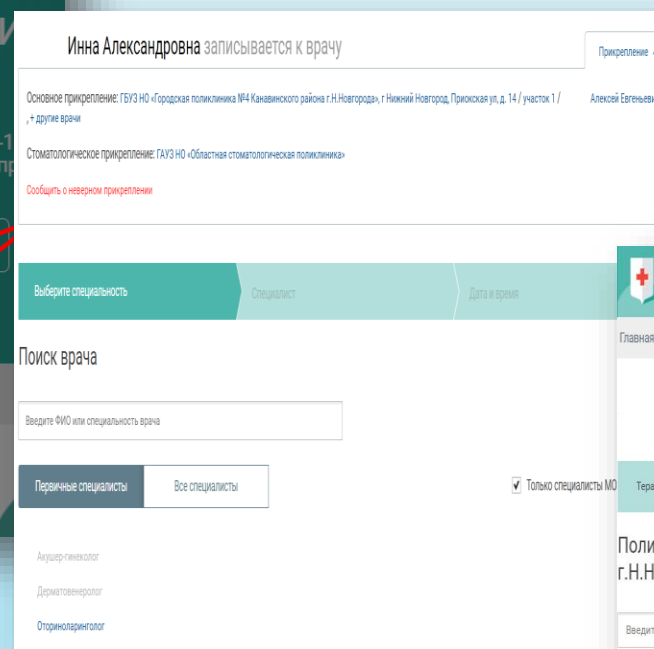 Инна Александровна записывается к врачу
Прикрепление
Основное прикрепление: ГБУЗ НО «Городская поликлиника №4 Канавинского района г.Н.Новгорода», г Нижний Новгород, Приокская ул, д. 14 / участок 1 /
, + другие врачи
Алексей Евгеньеви
Стоматологическое прикрепление: ГАУЗ НО «Областная стоматологическая поликлиника»
Сообщить о неверном прикреплении
Выберите специальность
Специалист
Дата и время
Главная
Поиск врача
Введите ФИО или специальность врача
Первичные специалисты
Все специалисты
Только специалисты МО
Тера
Поли
г.Н.Н
Акушер-гинеколог
Дерматовенеролог
Оториноларинголог
Введит